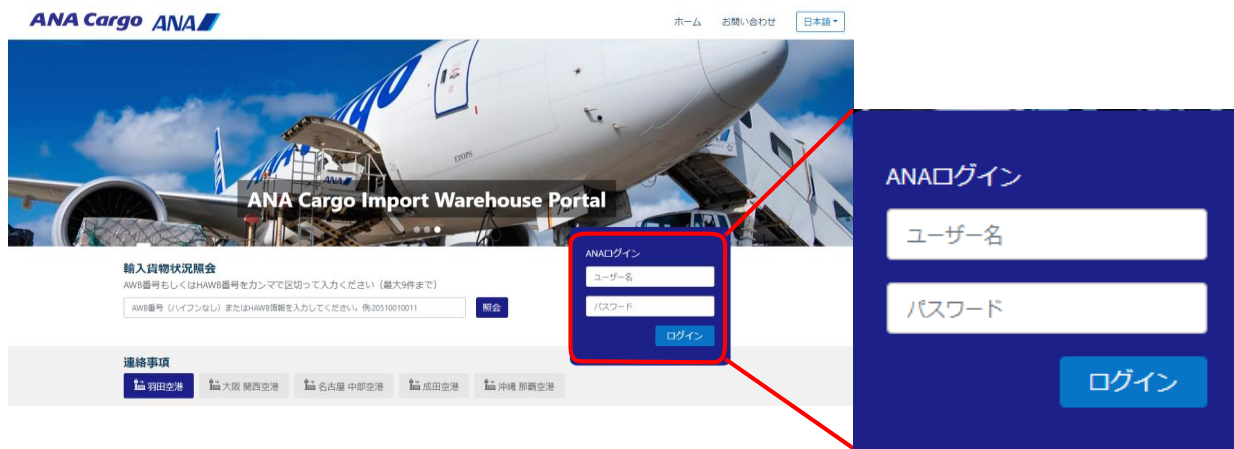 ANA Cargo ANA
ホーム お問い合わせ 日本語
Cargo
ANA Cargo
ANA
ETOPS
ANA Cargo Import Warehouse Portal
輸入貨物状況照会
AWB番号もしくはHAWB番号をカンマで区切って入力ください（最大9件まで）
AWB番号（ハイフンなし）またはHAWB情報を入力してください。例:20510010011
照会
ANAログイン
ユーザー名
パスワード
ログイン
連絡事項
羽田空港 大阪 関西空港 名古屋 中部空港 成田空港 沖縄 那覇空港
ANAログイン
ユーザー名
パスワード
ログイン